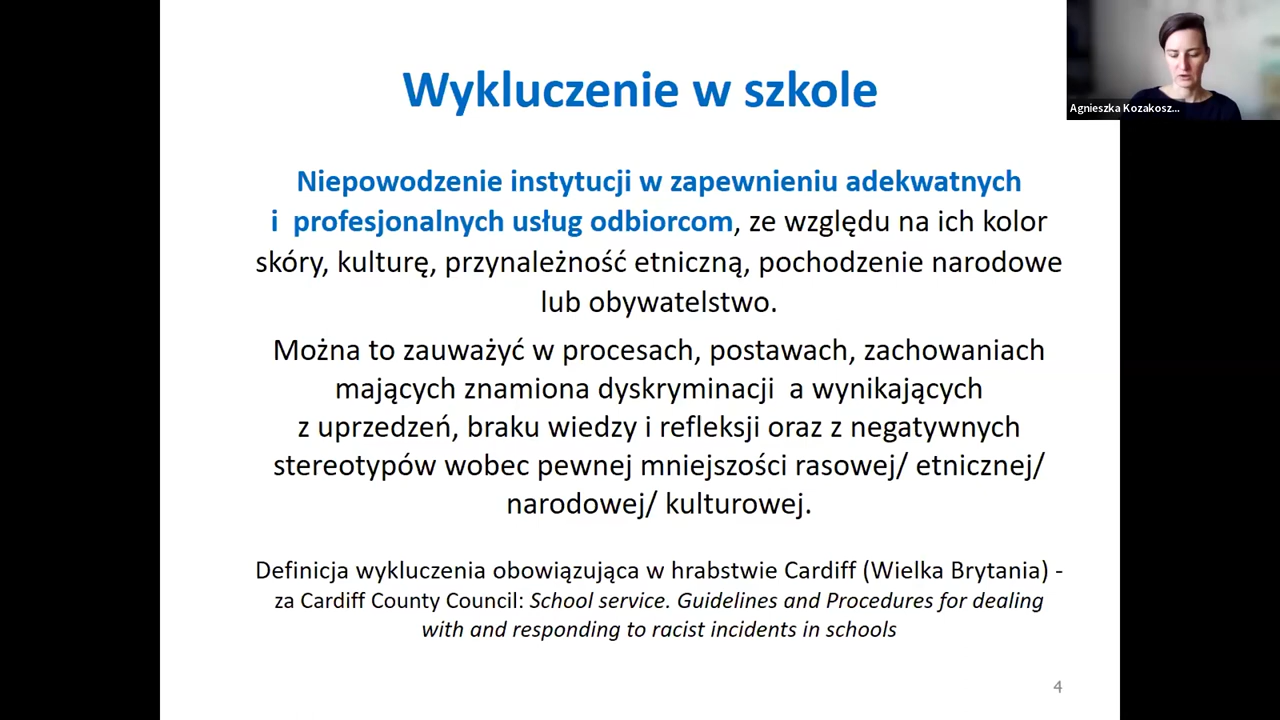 Wykluczenie w szkole
Agnieszka Kozakosz...
Niepowodzenie instytucji w zapewnieniu adekwatnych
i profesjonalnych usług odbiorcom, ze względu na ich kolor
skóry, kulturę, przynależność etniczną, pochodzenie narodowe
lub obywatelstwo.
Można to zauważyć w procesach, postawach, zachowaniach
mających znamiona dyskryminacji a wynikających
z uprzedzeń, braku wiedzy i refleksji oraz z negatywnych
stereotypów wobec pewnej mniejszości rasowej/ etnicznej/
narodowej/ kulturowej.
Definicja wykluczenia obowiązująca w hrabstwie Cardiff (Wielka Brytania) -
za Cardiff County Council: School service. Guidelines and Procedures for dealing
with and responding to racist incidents in schools
4